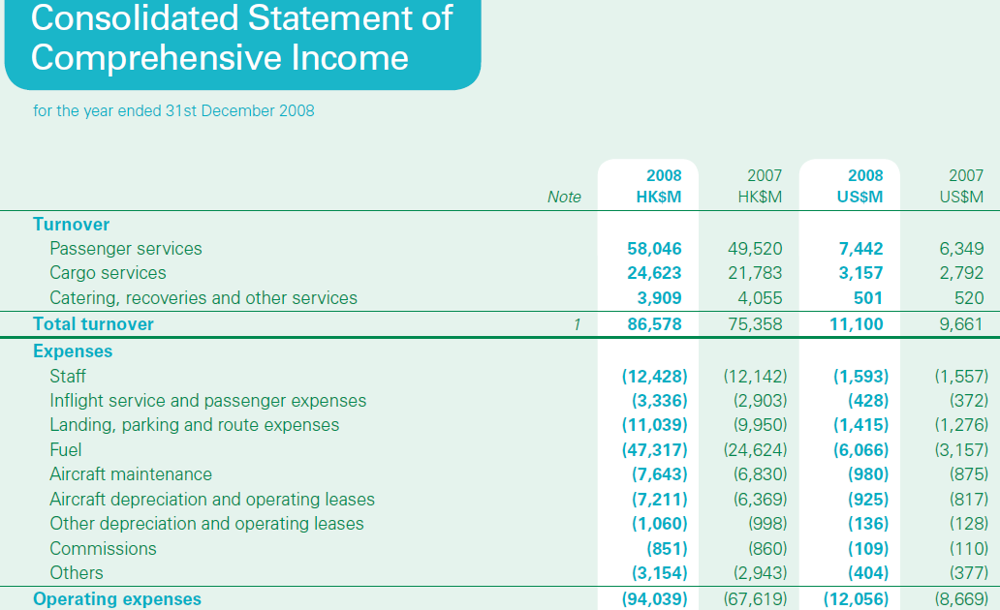 Consolidated Statement of
Comprehensive Income
for the year ended 31st December 2008
2008 2007 2008 2007
Note HK$M HK$M US$M US$M
Turnover
Passenger services 58,046 49,520 7,442 6,349
Cargo services 24,623 21,783 3,157 2,792
Catering, recoveries and other services 3,909 4,055 501 520
Total turnover 1 86,578 75,358 11,100 9,661
Expenses
Staff (12,428) (12,142) (1,593) (1,557)
Inflight service and passenger expenses (3,336) (2,903) (428) (372)
Landing, parking and route expenses (11,039) (9,950) (1,415) (1,276)
Fuel (47,317) (24,624) (6,066) (3,157)
Aircraft maintenance (7,643) (6,830) (980) (875)
Aircraft depreciation and operating leases (7,211) (6,369) (925) (817)
Other depreciation and operating leases (1,060) (998) (136) (128)
Commissions (851) (860) (109) (110)
Others (3,154) (2,943) (404) (377)
Operating expenses (94,039) (67,619) (12,056) (8,669)